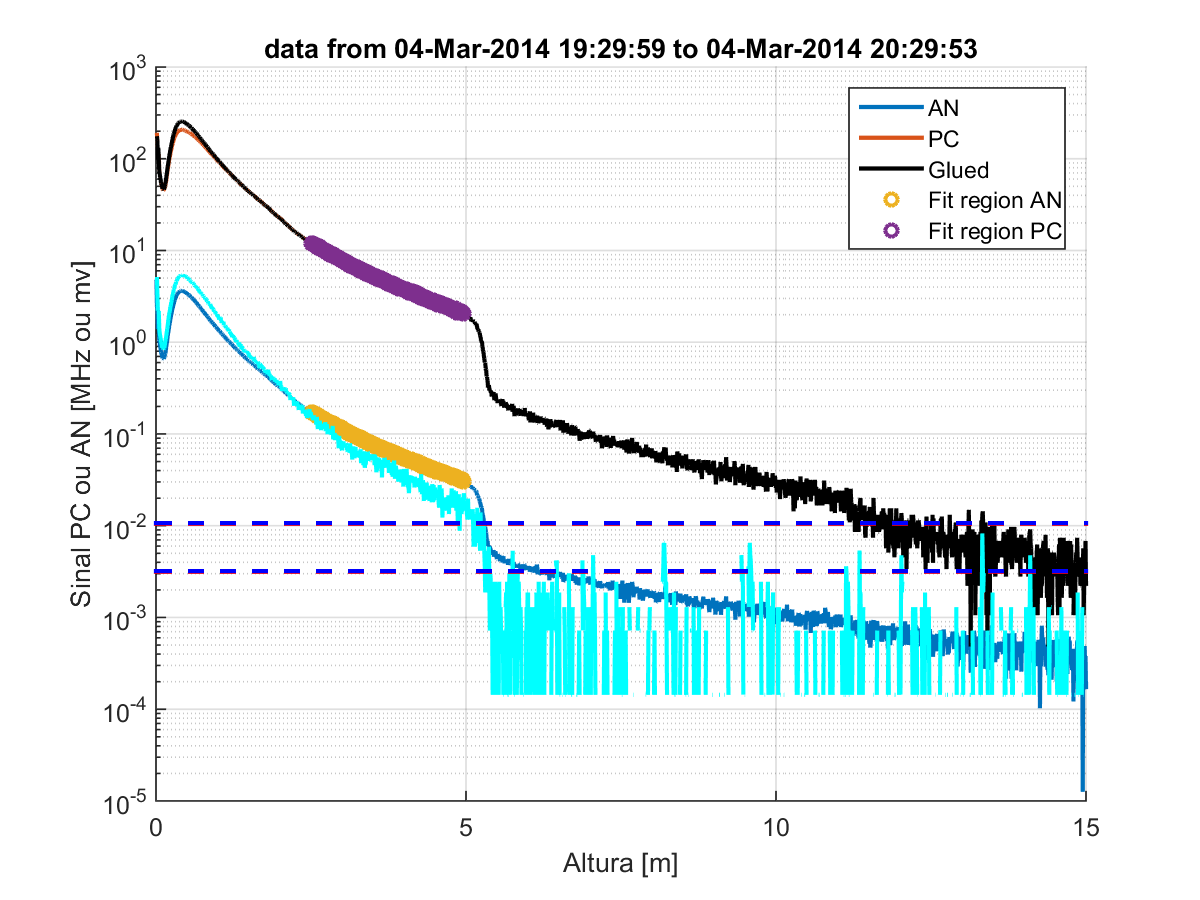 data from 04-Mar-2014 19:29:59 to 04-Mar-2014 20:29:53
Sinal PC ou AN [MHz ou mv]
10^3
10^2
10^1
10^0
10^-1
10^-2
10^-3
10^-4
10^-5
AN
PC
Glued
Fit region AN
Fit region PC
0 5 10 15
Altura [m]